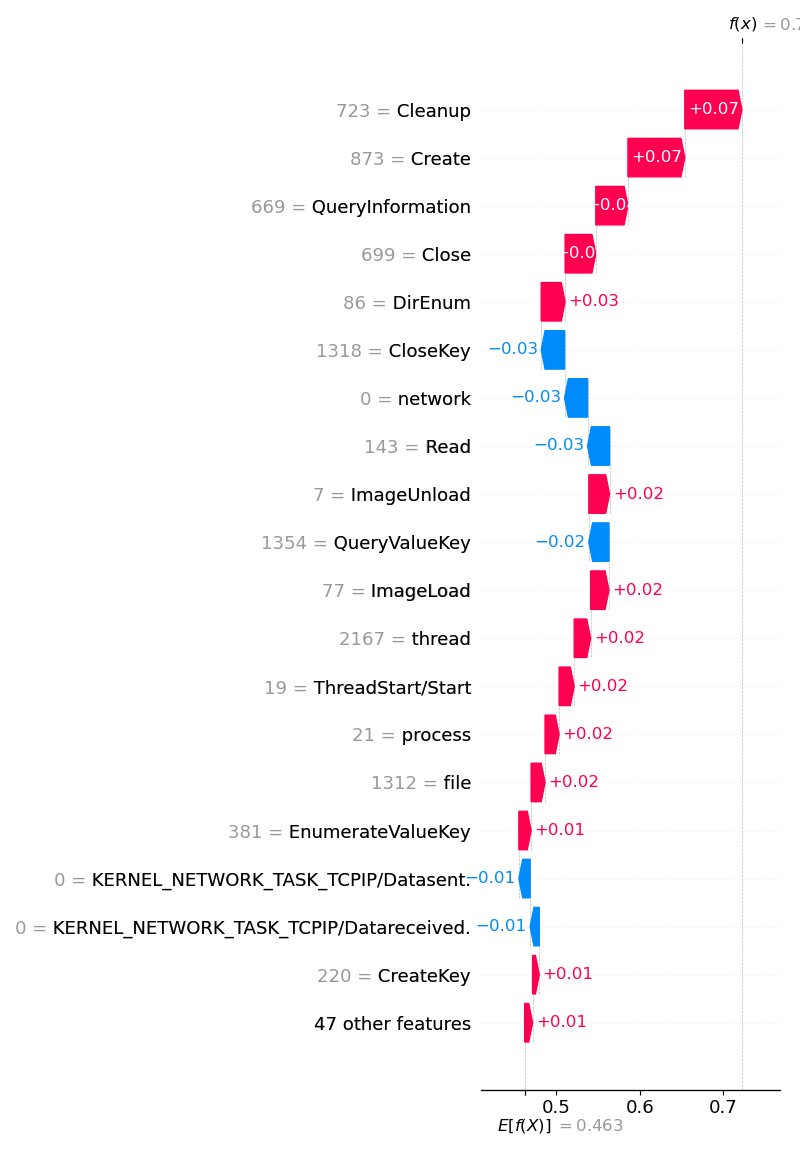 f(x) = 0.7
723 = Cleanup +0.07
873 = Create +0.07
669 = QueryInformation
699 = Close
86 = DirEnum +0.03
1318 = CloseKey −0.03
0 = network −0.03
143 = Read −0.03
7 = ImageUnload +0.02
1354 = QueryValueKey −0.02
77 = ImageLoad +0.02
2167 = thread +0.02
19 = ThreadStart/Start +0.02
21 = process +0.02
1312 = file +0.02
381 = EnumerateValueKey +0.01
0 = KERNEL_NETWORK_TASK_TCPIP/Datasent. −0.01
0 = KERNEL_NETWORK_TASK_TCPIP/Datareceived. −0.01
220 = CreateKey +0.01
47 other features +0.01
0.5 0.6 0.7
E[f(X)] = 0.463